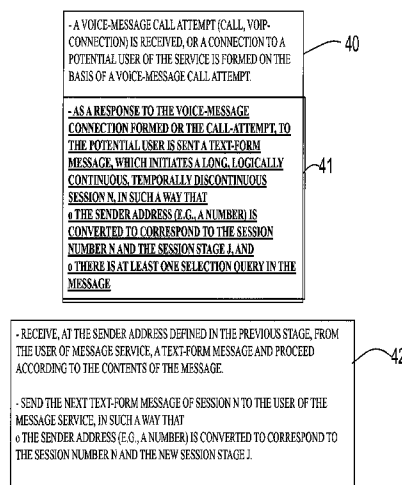 - A VOICE-MESSAGE CALL ATTEMPT (CALL, VOIP-
CONNECTION) IS RECEIVED, OR A CONNECTION TO A
POTENTIAL USER OF THE SERVICE IS FORMED ON THE
BASIS OF A VOICE-MESSAGE CALL ATTEMPT.
40
- AS A RESPONSE TO THE VOICE-MESSAGE
CONNECTION FORMED OR THE CALL-ATTEMPT, TO
THE POTENTIAL USER IS SENT A TEXT-FORM
MESSAGE, WHICH INITIATES A LONG, LOGICALLY
CONTINUOUS, TEMPORALLY DISCONTINUOUS
SESSION N, IN SUCH A WAY THAT
o THE SENDER ADDRESS (E.G., A NUMBER) IS
CONVERTED TO CORRESPOND TO THE SESSION
NUMBER N AND THE SESSION STAGE J, AND
o THERE IS AT LEAST ONE SELECTION QUERY IN THE
MESSAGE
41
- RECEIVE, AT THE SENDER ADDRESS DEFINED IN THE PREVIOUS STAGE, FROM
THE USER OF MESSAGE SERVICE, A TEXT-FORM MESSAGE AND PROCEED
ACCORDING TO THE CONTENTS OF THE MESSAGE.
- SEND THE NEXT TEXT-FORM MESSAGE OF SESSION N TO THE USER OF THE
MESSAGE SERVICE, IN SUCH A WAY THAT
o THE SENDER ADDRESS (E.G., A NUMBER) IS CONVERTED TO CORRESPOND TO
THE SESSION NUMBER N AND THE NEW SESSION STAGE J.
42